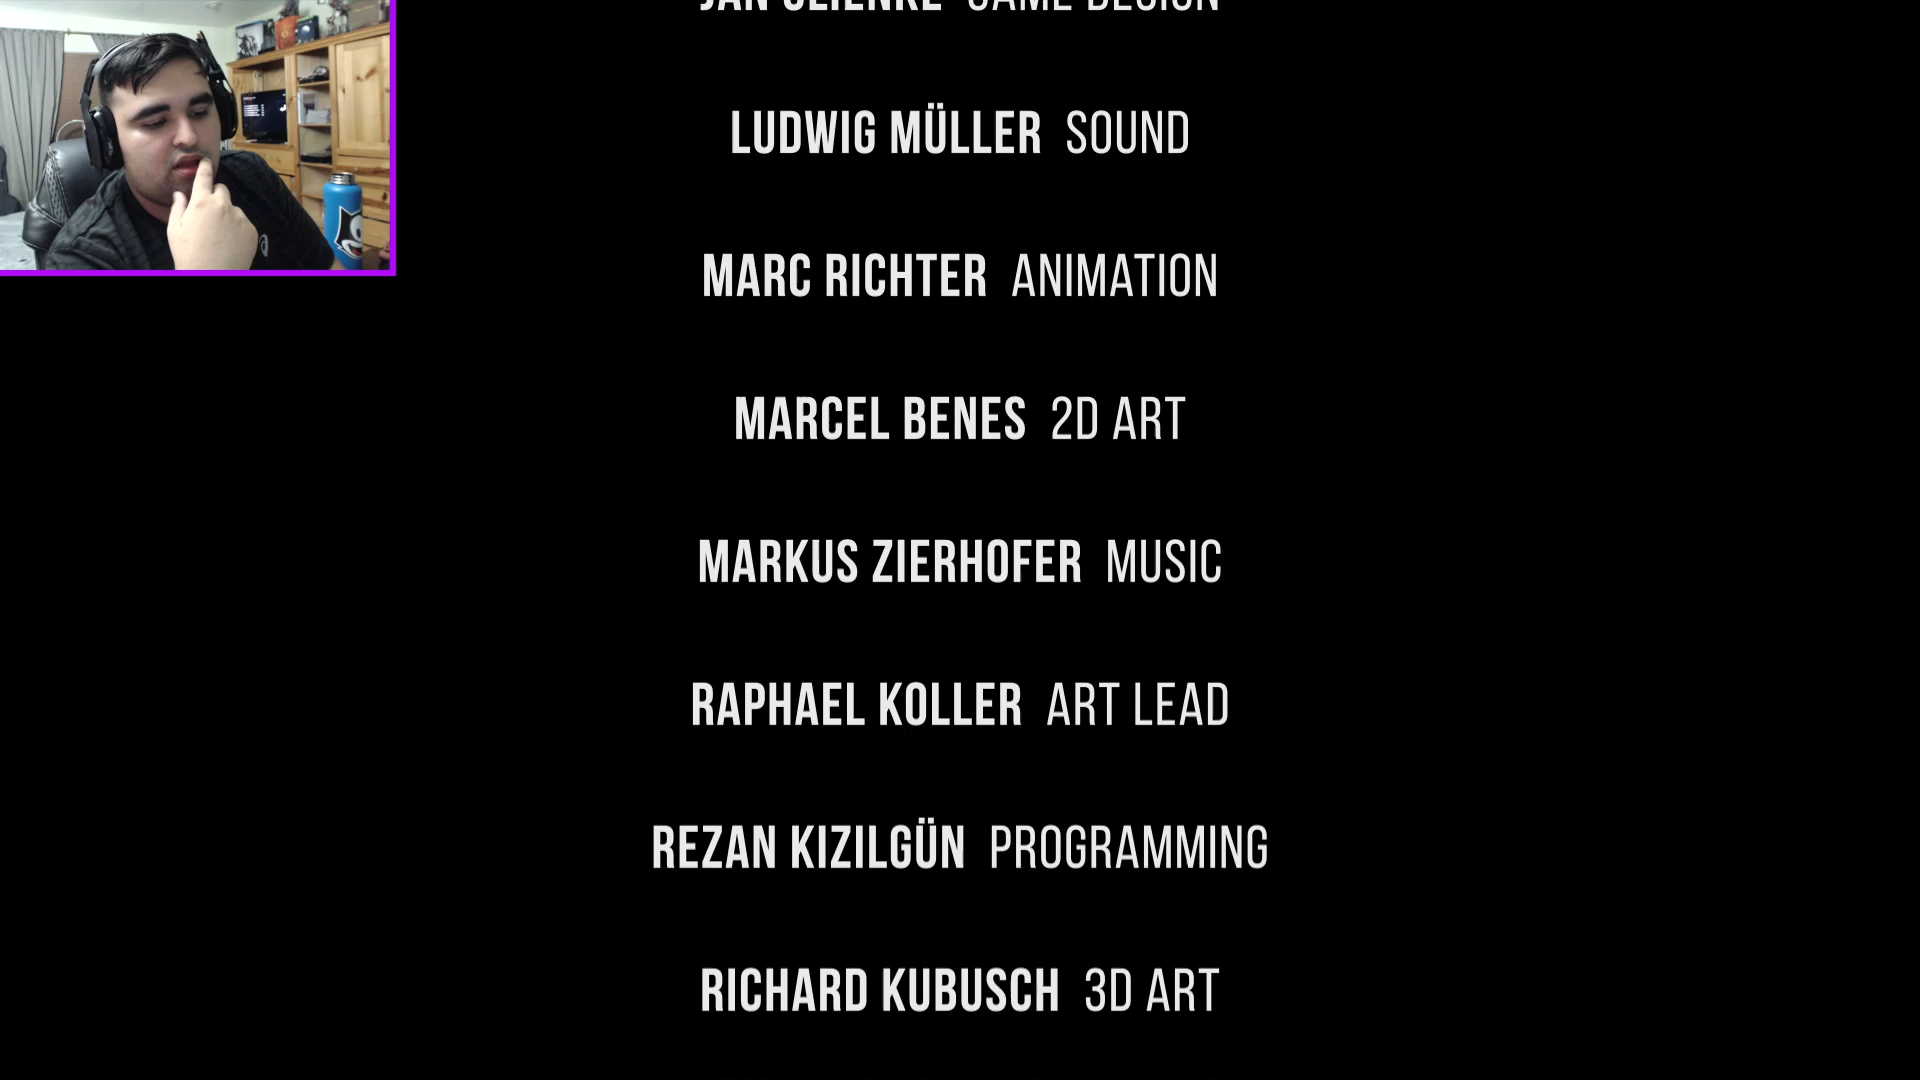 LUDWIG MÜLLER SOUND
MARC RICHTER ANIMATION
MARCEL BENES 2D ART
MARKUS ZIERHOFER MUSIC
RAPHAEL KOLLER ART LEAD
REZAN KIZILGÜN PROGRAMMING
RICHARD KUBUSCH 3D ART